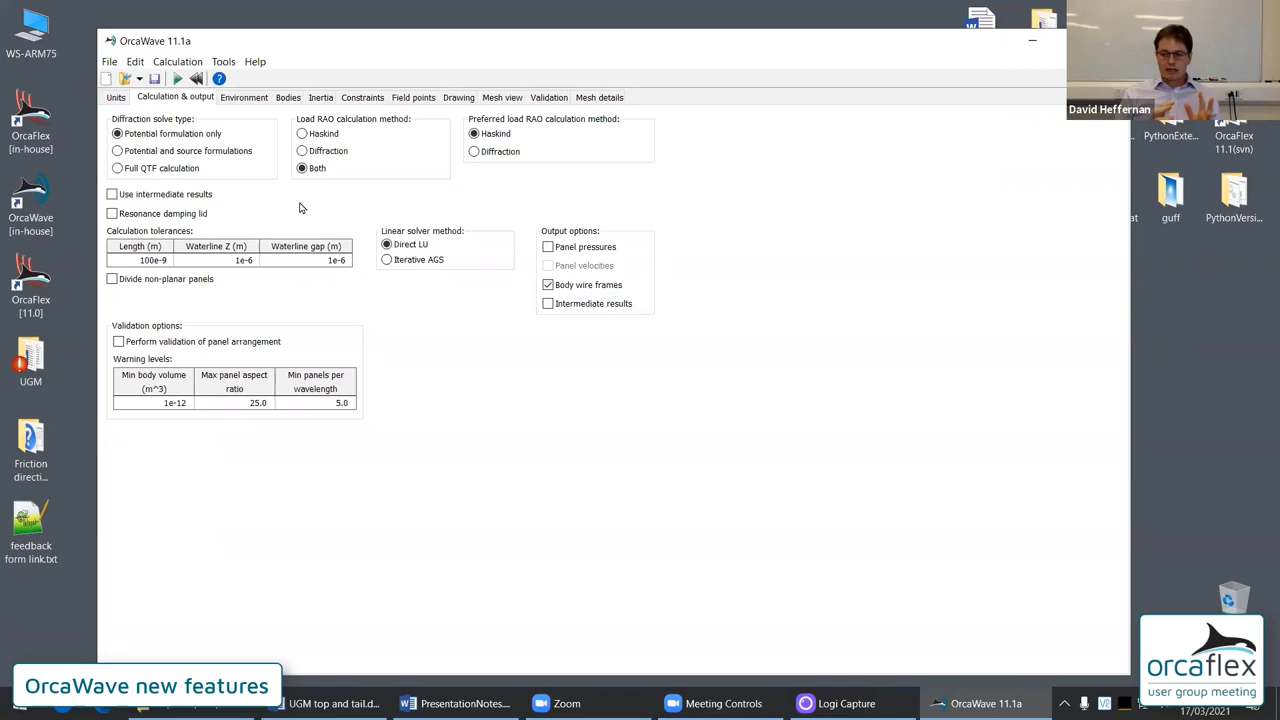 WS-ARM75
OrcaFlex
[in-house]
OrcaWave
[in-house]
OrcaFlex
[11.0]
UGM
Friction
directi...
feedback
form link.txt
OrcaWave 11.1a
File Edit Calculation Tools Help
Units Calculation & output Environment Bodies Inertia Constraints Field points Drawing Mesh view Validation Mesh details
Diffraction solve type:
Potential formulation only
Potential and source formulations
Full QTF calculation
Load RAO calculation method:
Haskind
Diffraction
Both
Preferred load RAO calculation method:
Haskind
Diffraction
Use intermediate results
Resonance damping lid
Calculation tolerances:
Length (m) Waterline Z (m) Waterline gap (m)
100e-9 1e-6 1e-6
Divide non-planar panels
Linear solver method:
Direct LU
Iterative AGS
Output options:
Panel pressures
Panel velocities
Body wire frames
Intermediate results
Validation options:
Perform validation of panel arrangement
Warning levels:
Min body volume (m^3) Max panel aspect ratio Min panels per wavelength
1e-12 25.0 5.0
David Heffernan
PythonExte...
OrcaFlex
11.1(svn)
guff
PythonVersi...
orcaflex
user group meeting
OrcaWave new features
UGM top and tail.d...
PresentationNotes...
Zoom
Meeting Controls
Logi Capture
OrcaWave 11.1a
17/03/2021